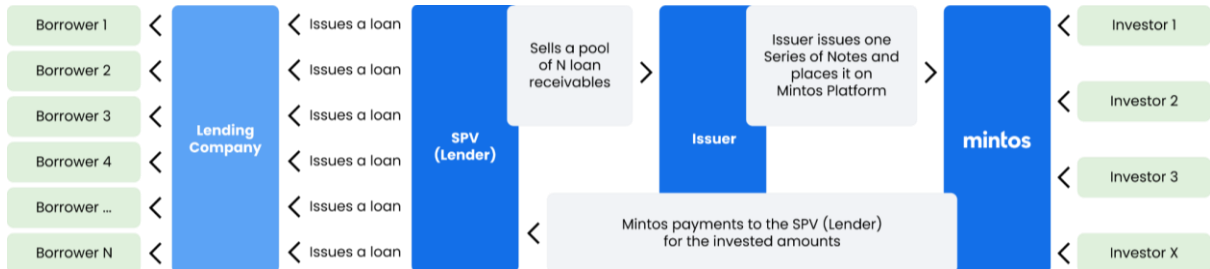 Borrower 1
Borrower 2
Borrower 3
Borrower 4
Borrower ...
Borrower N
Lending
Company
Issues a loan
Issues a loan
Issues a loan
Issues a loan
Issues a loan
Issues a loan
SPV
(Lender)
Sells a pool
of N loan
receivables
Issuer
Issuer issues one
Series of Notes and
places it on
Mintos Platform
Mintos payments to the SPV (Lender)
for the invested amounts
mintos
Investor 1
Investor 2
Investor 3
Investor X